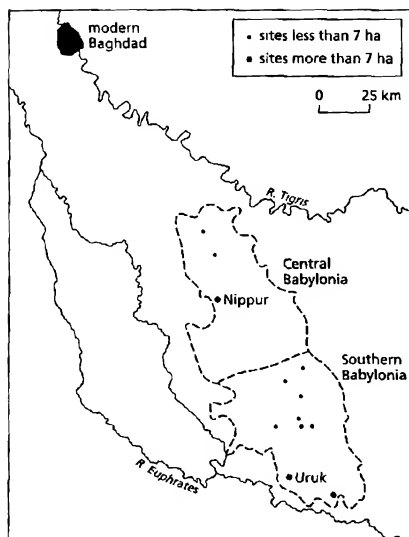 modern
Baghdad
sites less than 7 ha
sites more than 7 ha
0 25 km
R. Tigris
Central
Babylonia
Nippur
Southern
Babylonia
Uruk
R. Euphrates